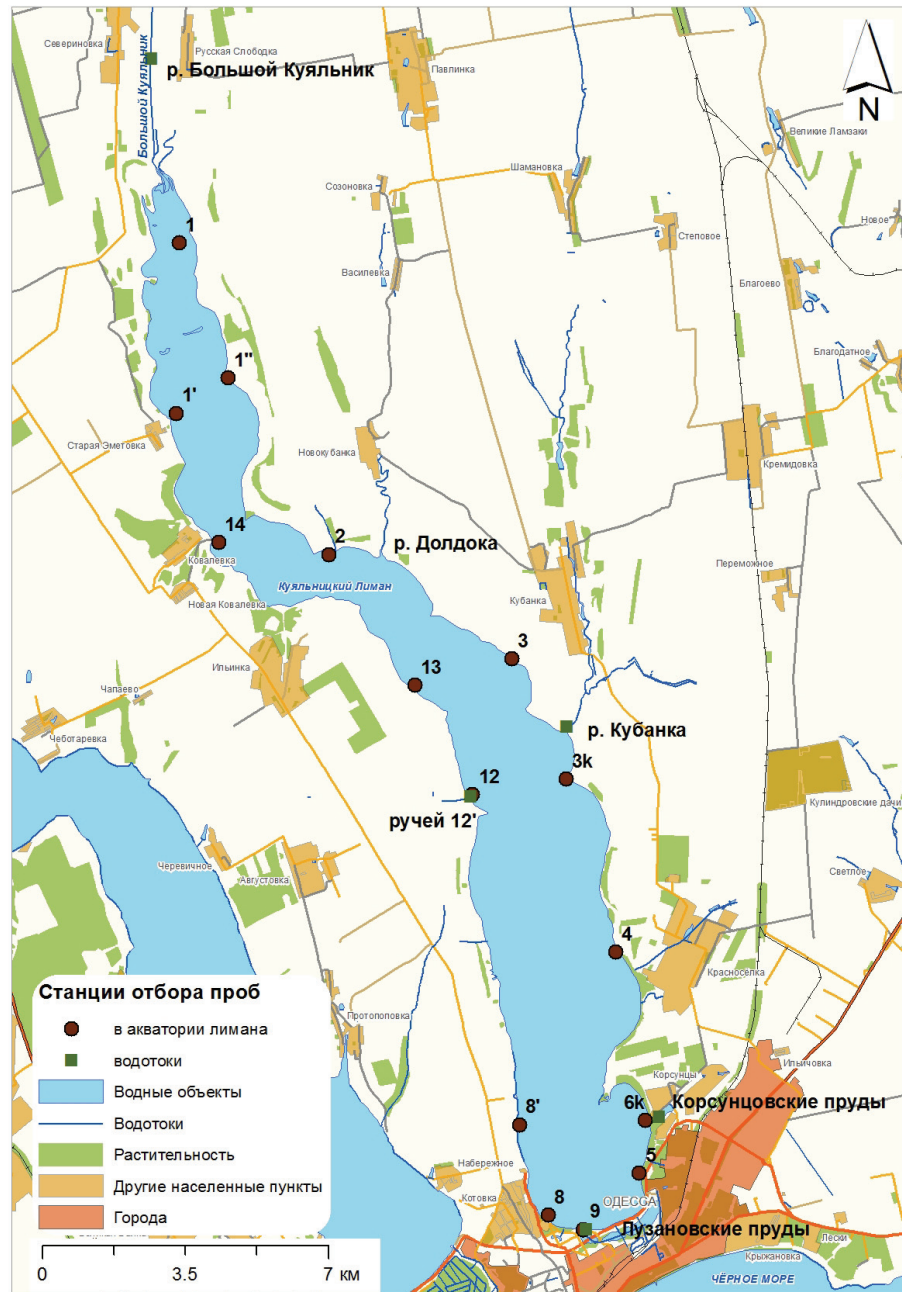 Севериновка
Русская Слободка
р. Большой Куяльник
Большой Куяльник
Павлинка
N
Великие Ламзаки
Шамановка
Созоновка
Новое
Степовое
1
Василевка
Благоево
Благодатное
1"
1'
Старая Эметовка
Новокубанка
Кремидовка
14
2
р. Долдока
Ковалевка
Куяльницкий Лиман
Переможное
Новая Ковалевка
Кубанка
3
Ильинка
13
Чапаево
р. Кубанка
Чеботаревка
3k
12
Кулиндровские дачи
ручей 12'
Черевичное
Августовка
Светлое
4
Красноселка
Станции отбора проб
в акватории лимана
водотоки
Водные объекты
Водотоки
Растительность
Другие населенные пункты
Города
0
3.5
7 км
Протопоповка
Ильичовка
Корсунцы
6k
Корсунцовские пруды
8'
5
Набережное
Котовка
ОДЕССА
8
9
Лузановские пруды
Лески
Крыжановка
ЧЁРНОЕ МОРЕ